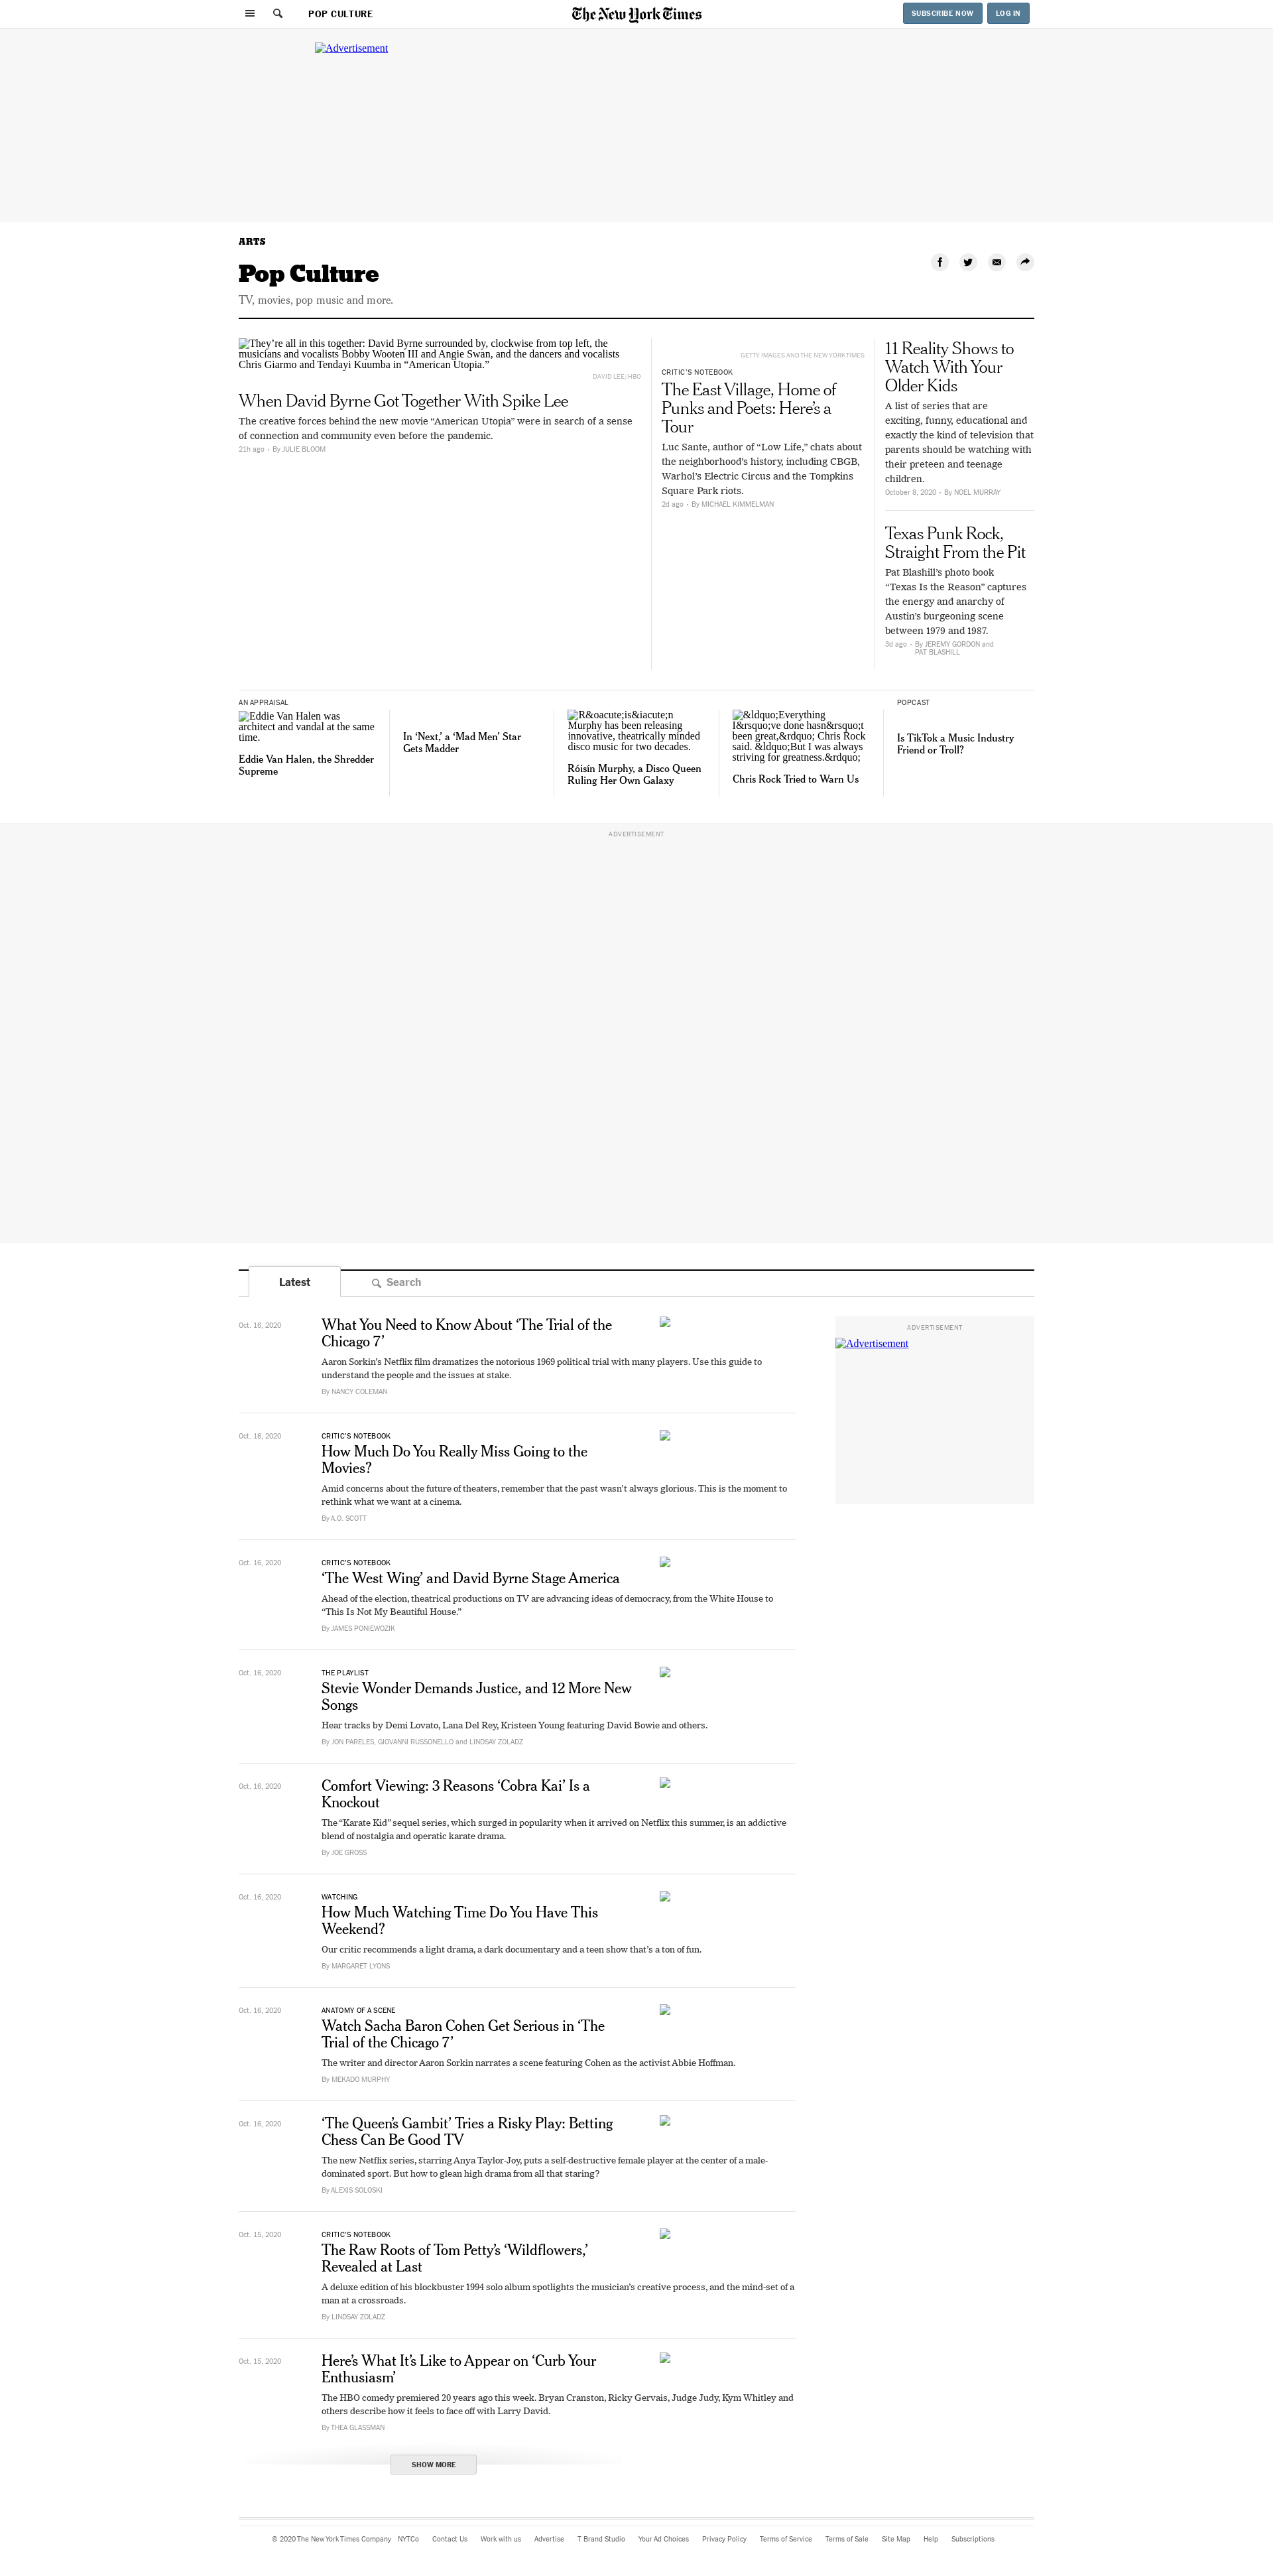 POP CULTURE
The New York Times
SUBSCRIBE NOW
LOG IN
Advertisement
ARTS
Pop Culture
TV, movies, pop music and more.
They’re all in this together: David Byrne surrounded by, clockwise from top left, the
musicians and vocalists Bobby Wooten III and Angie Swan, and the dancers and vocalists
Chris Giarmo and Tendayi Kuumba in “American Utopia.”
DAVID LEE/HBO
When David Byrne Got Together With Spike Lee
The creative forces behind the new movie “American Utopia” were in search of a sense
of connection and community even before the pandemic.
21h ago - By JULIE BLOOM
GETTY IMAGES AND THE NEW YORK TIMES
CRITIC’S NOTEBOOK
The East Village, Home of
Punks and Poets: Here’s a
Tour
Luc Sante, author of “Low Life,” chats about
the neighborhood’s history, including CBGB,
Warhol’s Electric Circus and the Tompkins
Square Park riots.
2d ago - By MICHAEL KIMMELMAN
11 Reality Shows to
Watch With Your
Older Kids
A list of series that are
exciting, funny, educational and
exactly the kind of television that
parents should be watching with
their preteen and teenage
children.
October 8, 2020 - By NOEL MURRAY
Texas Punk Rock,
Straight From the Pit
Pat Blashill’s photo book
“Texas Is the Reason” captures
the energy and anarchy of
Austin’s burgeoning scene
between 1979 and 1987.
3d ago - By JEREMY GORDON and
PAT BLASHILL
AN APPRAISAL
Eddie Van Halen was
architect and vandal at the same
time.
Eddie Van Halen, the Shredder
Supreme
In ‘Next,’ a ‘Mad Men’ Star
Gets Madder
R&oacute;is&iacute;n
Murphy has been releasing
innovative, theatrically minded
disco music for two decades.
Róisín Murphy, a Disco Queen
Ruling Her Own Galaxy
&ldquo;Everything
I&rsquo;ve done hasn&rsquo;t
been great,&rdquo; Chris Rock
said. &ldquo;But I was always
striving for greatness.&rdquo;
Chris Rock Tried to Warn Us
POPCAST
Is TikTok a Music Industry
Friend or Troll?
ADVERTISEMENT
Latest
Search
Oct. 16, 2020
What You Need to Know About ‘The Trial of the
Chicago 7’
Aaron Sorkin’s Netflix film dramatizes the notorious 1969 political trial with many players. Use this guide to
understand the people and the issues at stake.
By NANCY COLEMAN
ADVERTISEMENT
Advertisement
Oct. 16, 2020
CRITIC’S NOTEBOOK
How Much Do You Really Miss Going to the
Movies?
Amid concerns about the future of theaters, remember that the past wasn’t always glorious. This is the moment to
rethink what we want at a cinema.
By A.O. SCOTT
Oct. 16, 2020
CRITIC’S NOTEBOOK
‘The West Wing’ and David Byrne Stage America
Ahead of the election, theatrical productions on TV are advancing ideas of democracy, from the White House to
“This Is Not My Beautiful House.”
By JAMES PONIEWOZIK
Oct. 16, 2020
THE PLAYLIST
Stevie Wonder Demands Justice, and 12 More New
Songs
Hear tracks by Demi Lovato, Lana Del Rey, Kristeen Young featuring David Bowie and others.
By JON PARELES, GIOVANNI RUSSONELLO and LINDSAY ZOLADZ
Oct. 16, 2020
Comfort Viewing: 3 Reasons ‘Cobra Kai’ Is a
Knockout
The “Karate Kid” sequel series, which surged in popularity when it arrived on Netflix this summer, is an addictive
blend of nostalgia and operatic karate drama.
By JOE GROSS
Oct. 16, 2020
WATCHING
How Much Watching Time Do You Have This
Weekend?
Our critic recommends a light drama, a dark documentary and a teen show that’s a ton of fun.
By MARGARET LYONS
Oct. 16, 2020
ANATOMY OF A SCENE
Watch Sacha Baron Cohen Get Serious in ‘The
Trial of the Chicago 7’
The writer and director Aaron Sorkin narrates a scene featuring Cohen as the activist Abbie Hoffman.
By MEKADO MURPHY
Oct. 16, 2020
‘The Queen’s Gambit’ Tries a Risky Play: Betting
Chess Can Be Good TV
The new Netflix series, starring Anya Taylor-Joy, puts a self-destructive female player at the center of a male-
dominated sport. But how to glean high drama from all that staring?
By ALEXIS SOLOSKI
Oct. 15, 2020
CRITIC’S NOTEBOOK
The Raw Roots of Tom Petty’s ‘Wildflowers,’
Revealed at Last
A deluxe edition of his blockbuster 1994 solo album spotlights the musician’s creative process, and the mind-set of a
man at a crossroads.
By LINDSAY ZOLADZ
Oct. 15, 2020
Here’s What It’s Like to Appear on ‘Curb Your
Enthusiasm’
The HBO comedy premiered 20 years ago this week. Bryan Cranston, Ricky Gervais, Judge Judy, Kym Whitley and
others describe how it feels to face off with Larry David.
By THEA GLASSMAN
SHOW MORE
© 2020 The New York Times Company NYTCo Contact Us Work with us Advertise T Brand Studio Your Ad Choices Privacy Policy Terms of Service Terms of Sale Site Map Help Subscriptions